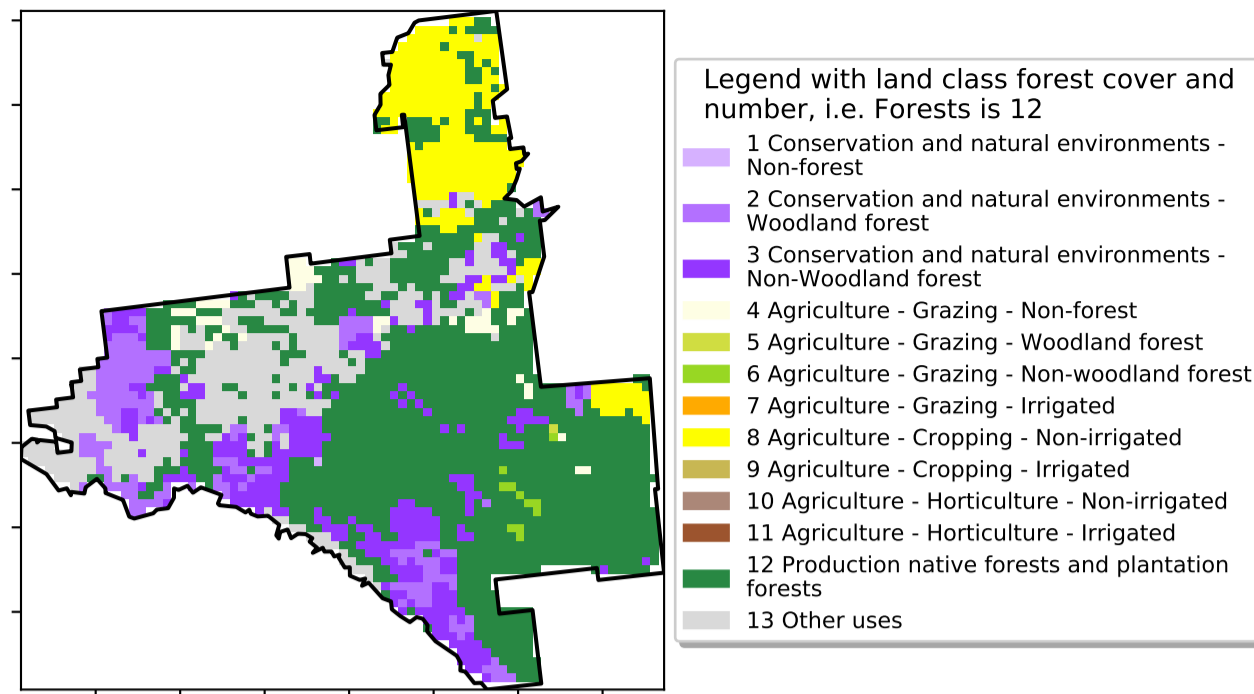 Legend with land class forest cover and
number, i.e. Forests is 12
1 Conservation and natural environments -
Non-forest
2 Conservation and natural environments -
Woodland forest
3 Conservation and natural environments -
Non-Woodland forest
4 Agriculture - Grazing - Non-forest
5 Agriculture - Grazing - Woodland forest
6 Agriculture - Grazing - Non-woodland forest
7 Agriculture - Grazing - Irrigated
8 Agriculture - Cropping - Non-irrigated
9 Agriculture - Cropping - Irrigated
10 Agriculture - Horticulture - Non-irrigated
11 Agriculture - Horticulture - Irrigated
12 Production native forests and plantation
forests
13 Other uses